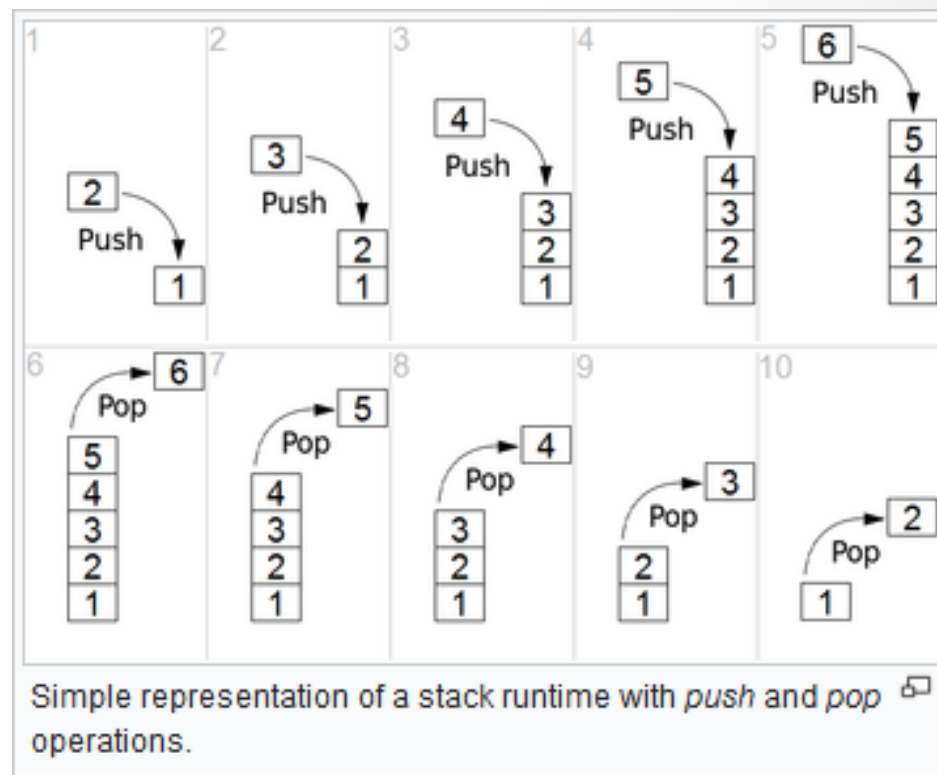 1 2 3 4 5
6
5 Push
4 Push 5
3 Push 4 4
2 Push 3 3 3
Push 2 2 2 2
1 1 1 1 1
6 7 8 9 10
6
Pop 5
5 Pop 4
4 4 Pop 3
3 3 3 Pop 2
2 2 2 2 Pop
1 1 1 1 1
Simple representation of a stack runtime with push and pop
operations.